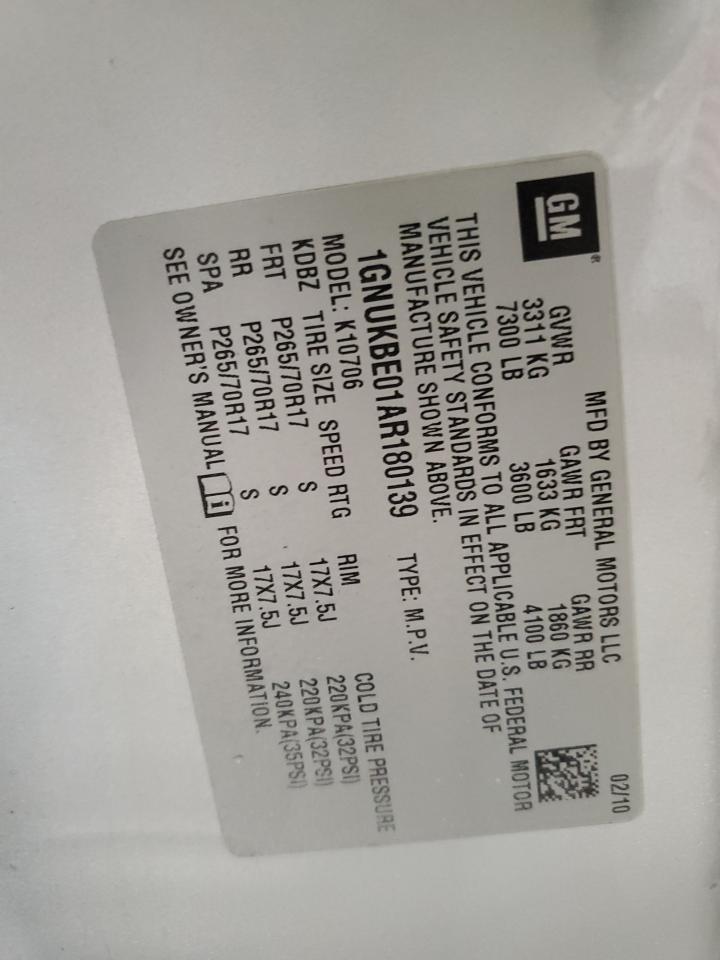 GM®
MFD BY GENERAL MOTORS LLC 02/10
GVWR GAWR FRT GAWR RR
3311 KG 1633 KG 1860 KG
7300 LB 3600 LB 4100 LB
THIS VEHICLE CONFORMS TO ALL APPLICABLE U.S. FEDERAL MOTOR
VEHICLE SAFETY STANDARDS IN EFFECT ON THE DATE OF
MANUFACTURE SHOWN ABOVE.
1GNUKBE01AR180139 TYPE: M.P.V.
MODEL: K10706
KDBZ TIRE SIZE SPEED RTG RIM COLD TIRE PRESSURE
FRT P265/70R17 S 17X7.5J 220KPA(32PSI)
RR P265/70R17 S 17X7.5J 220KPA(32PSI)
SPA P265/70R17 S 17X7.5J 240KPA(35PSI)
SEE OWNER'S MANUAL i FOR MORE INFORMATION.